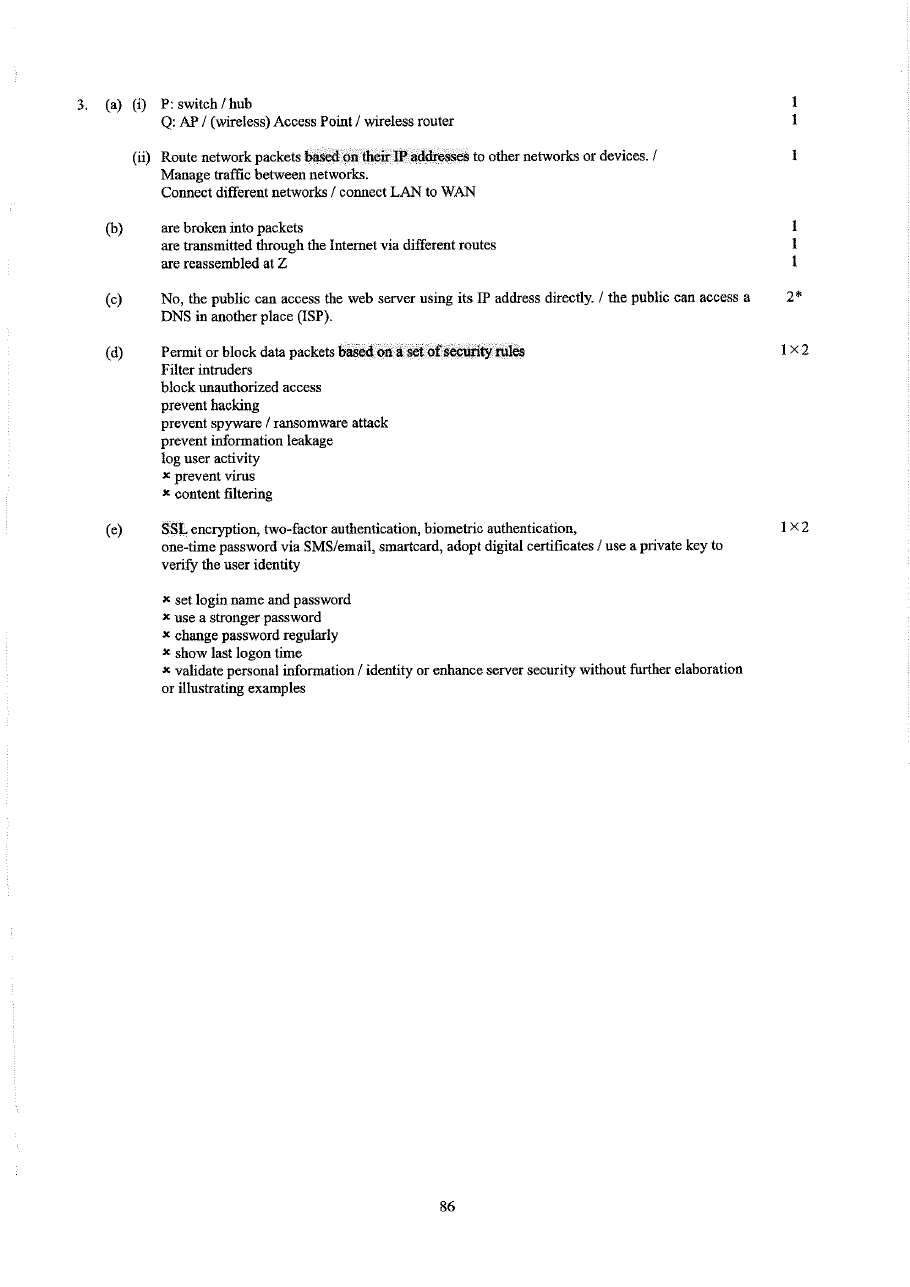 3. (a) (i) P: switch / hub 1
Q: AP / (wireless) Access Point / wireless router 1
(ii) Route network packets based on their IP addresses to other networks or devices. / 1
Manage traffic between networks.
Connect different networks / connect LAN to WAN
(b) are broken into packets 1
are transmitted through the Internet via different routes 1
are reassembled at Z 1
(c) No, the public can access the web server using its IP address directly. / the public can access a 2*
DNS in another place (ISP).
(d) Permit or block data packets based on a set of security rules 1×2
Filter intruders
block unauthorized access
prevent hacking
prevent spyware / ransomware attack
prevent information leakage
log user activity
× prevent virus
× content filtering
(e) SSL encryption, two-factor authentication, biometric authentication, 1×2
one-time password via SMS/email, smartcard, adopt digital certificates / use a private key to
verify the user identity
× set login name and password
× use a stronger password
× change password regularly
× show last logon time
× validate personal information / identity or enhance server security without further elaboration
or illustrating examples
86